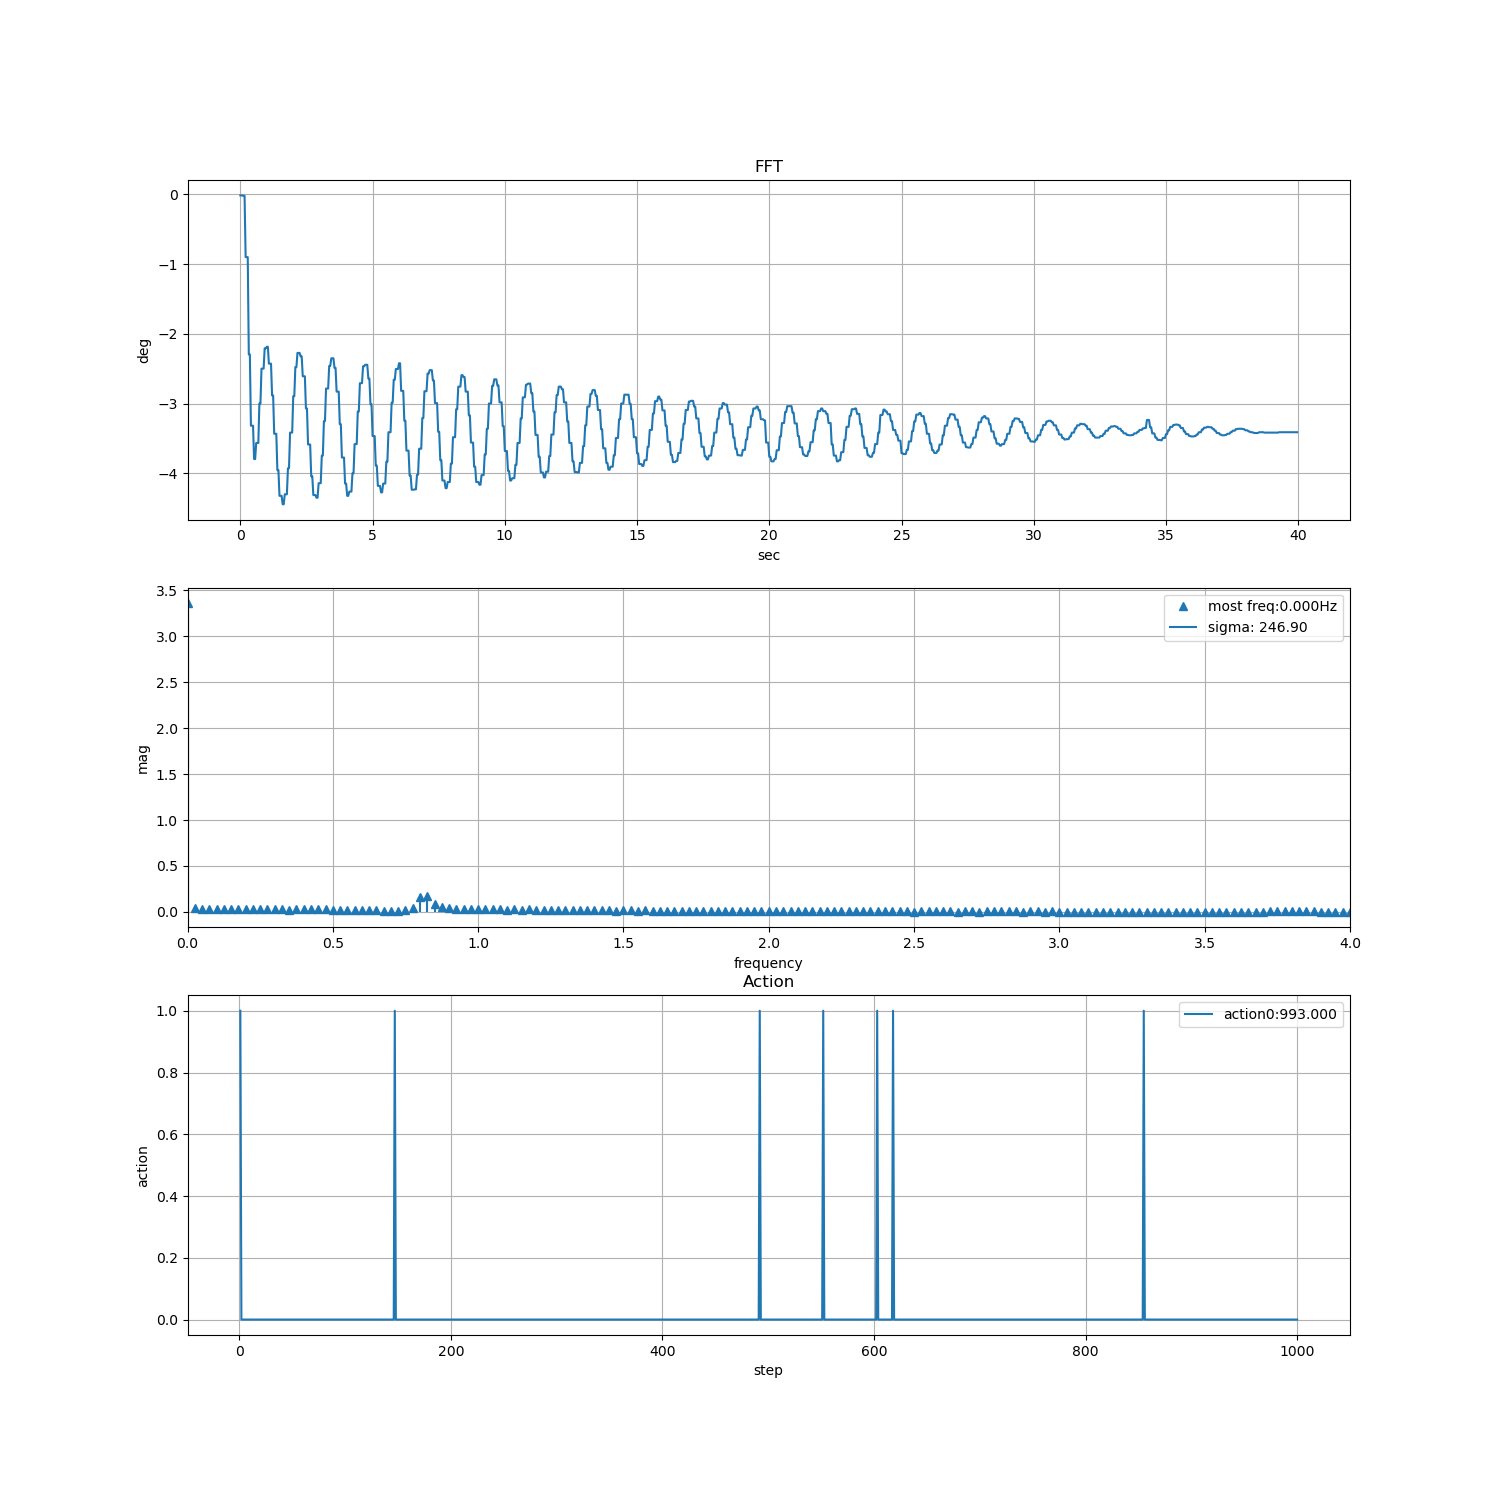 FFT
0
−1
−2
−3
−4
deg
0 5 10 15 20 25 30 35 40
sec
3.5
3.0
2.5
2.0
1.5
1.0
0.5
0.0
mag
most freq:0.000Hz
sigma: 246.90
0.0 0.5 1.0 1.5 2.0 2.5 3.0 3.5 4.0
frequency
Action
1.0
0.8
0.6
0.4
0.2
0.0
action
action0:993.000
0 200 400 600 800 1000
step